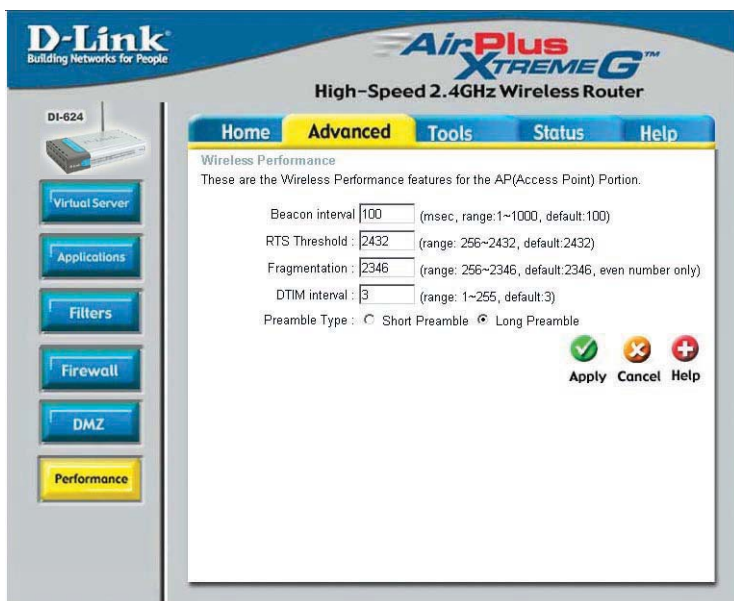 D-Link
Building Networks for People
AirPlus
XTREME G™
High-Speed 2.4GHz Wireless Router
DI-624
Home Advanced Tools Status Help
Wireless Performance
These are the Wireless Performance features for the AP(Access Point) Portion.
Virtual Server
Applications
Filters
Firewall
DMZ
Performance
Beacon interval 100 (msec, range:1~1000, default:100)
RTS Threshold : 2432 (range: 256~2432, default:2432)
Fragmentation : 2346 (range: 256~2346, default:2346, even number only)
DTIM interval : 3 (range: 1~255, default:3)
Preamble Type : Short Preamble Long Preamble
Apply Cancel Help